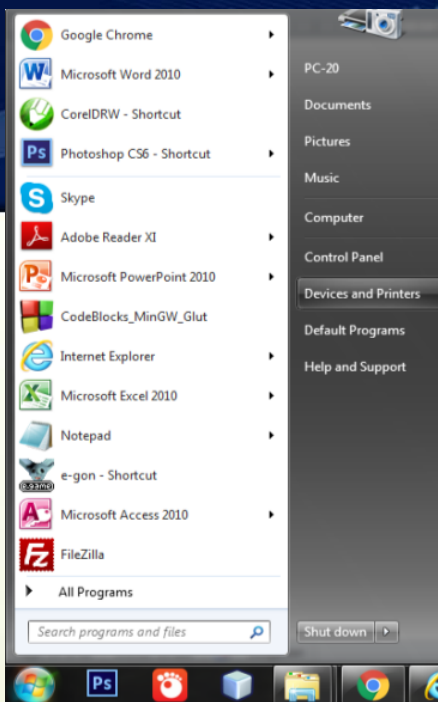 Google Chrome
Microsoft Word 2010
CorelDRW - Shortcut
Ps Photoshop CS6 - Shortcut
Skype
Adobe Reader XI
Microsoft PowerPoint 2010
CodeBlocks_MinGW_Glut
Internet Explorer
Microsoft Excel 2010
Notepad
e-gon - Shortcut
Microsoft Access 2010
FileZilla
All Programs
Search programs and files
PC-20
Documents
Pictures
Music
Computer
Control Panel
Devices and Printers
Default Programs
Help and Support
Shut down
Ps